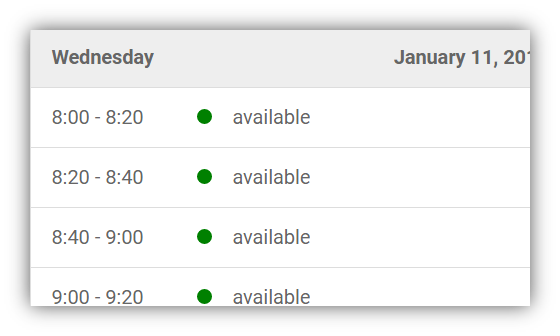 Wednesday January 11, 201
8:00 - 8:20 available
8:20 - 8:40 available
8:40 - 9:00 available
9:00 - 9:20 available